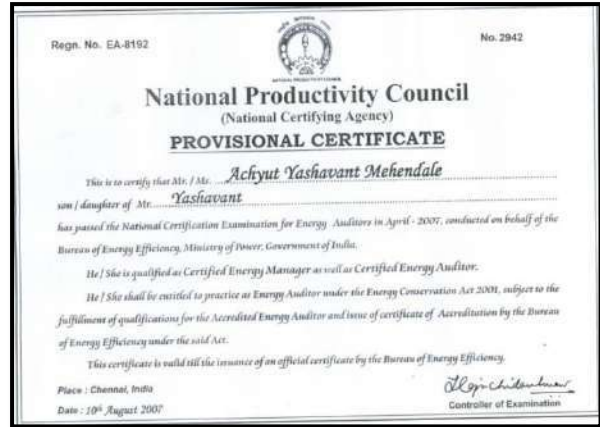 Regn. No. EA-8192
No. 2942
NATIONAL PRODUCTIVITY COUNCIL
National Productivity Council
(National Certifying Agency)
PROVISIONAL CERTIFICATE
This is to certify that Mr. / Ms. Achyut Yashavant Mehendale
son / daughter of Mr. Yashavant
has passed the National Certification Examination for Energy Auditors in April - 2007, conducted on behalf of the
Bureau of Energy Efficiency, Ministry of Power, Government of India.
He / She is qualified as Certified Energy Manager as well as Certified Energy Auditor.
He / She shall be entitled to practice as Energy Auditor under the Energy Conservation Act 2001, subject to the
fulfillment of qualifications for the Accredited Energy Auditor and issue of certificate of Accreditation by the Bureau
of Energy Efficiency under the said Act.
This certificate is valid till the issuance of an official certificate by the Bureau of Energy Efficiency.
Place : Chennai, India
Controller of Examination
Date : 10th August 2007